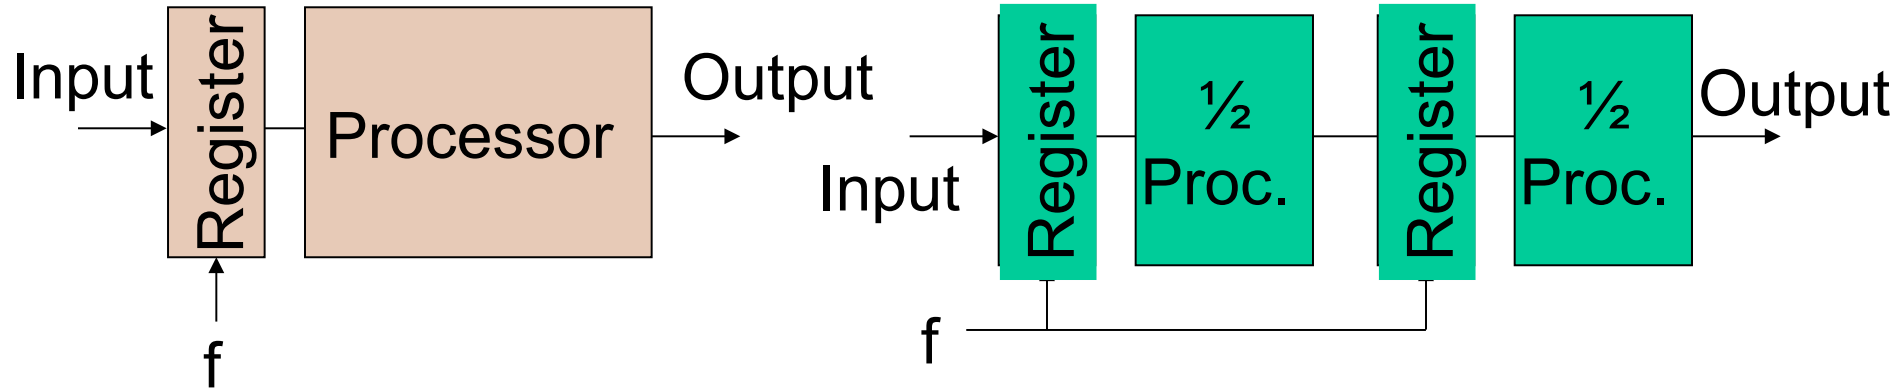 Input
Register
Processor
Output
f
Input
Register
½
Proc.
Register
½
Proc.
Output
f